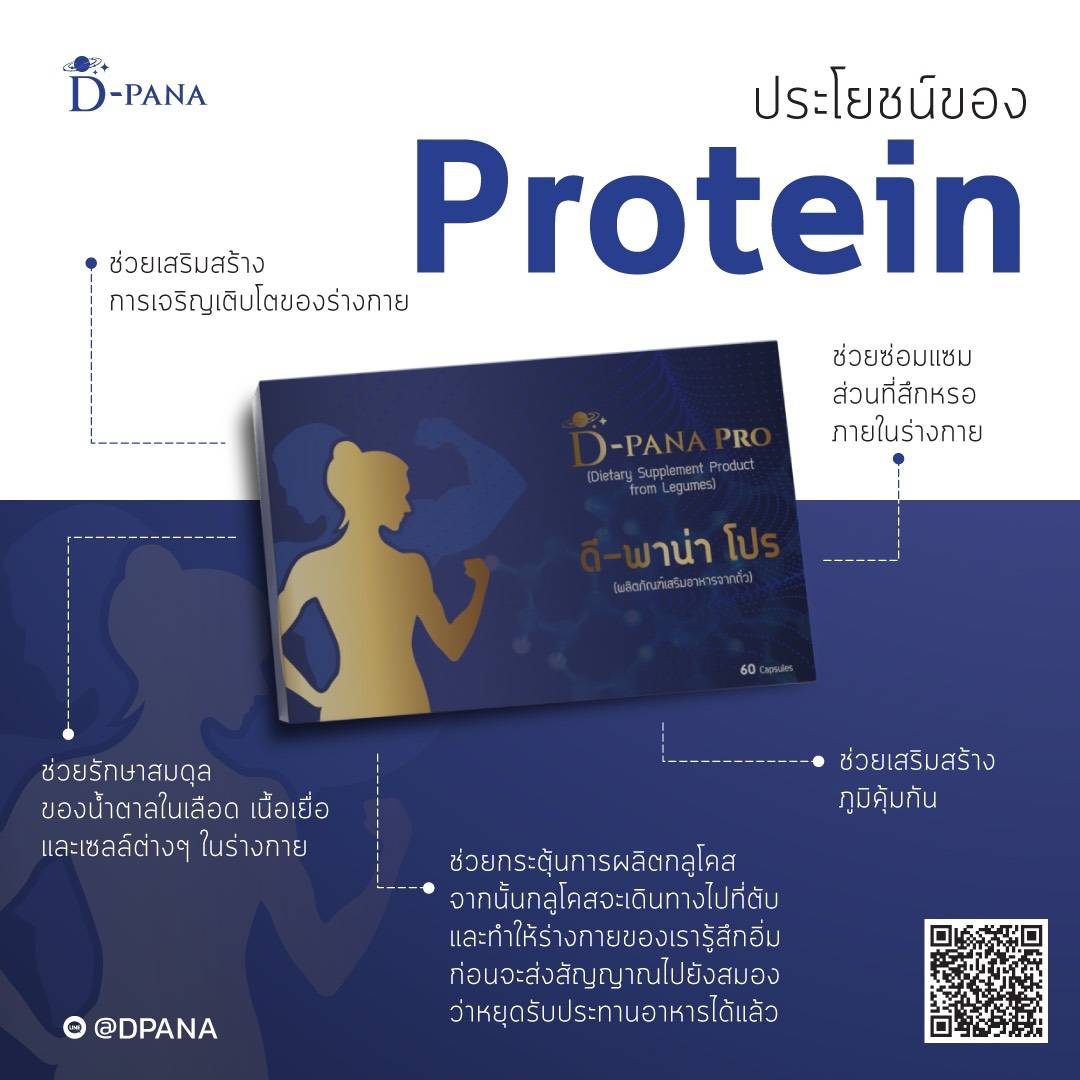 D-PANA
ประโยชน์ของ
Protein
ช่วยเสริมสร้าง
การเจริญเติบโตของร่างกาย
ช่วยซ่อมแซม
ส่วนที่สึกหรอ
ภายในร่างกาย
D-PANA PRO
(Dietary Supplement Product
from Legumes)
ดี-พาน่า โปร
(ผลิตภัณฑ์เสริมอาหารจากถั่ว)
60 Capsules
ช่วยรักษาสมดุล
ของน้ำตาลในเลือด เนื้อเยื่อ
และเซลล์ต่างๆ ในร่างกาย
ช่วยเสริมสร้าง
ภูมิคุ้มกัน
ช่วยกระตุ้นการผลิตกลูโคส
จากนั้นกลูโคสจะเดินทางไปที่ตับ
และทำให้ร่างกายของเรารู้สึกอิ่ม
ก่อนจะส่งสัญญาณไปยังสมอง
ว่าหยุดรับประทานอาหารได้แล้ว
LINE @DPANA